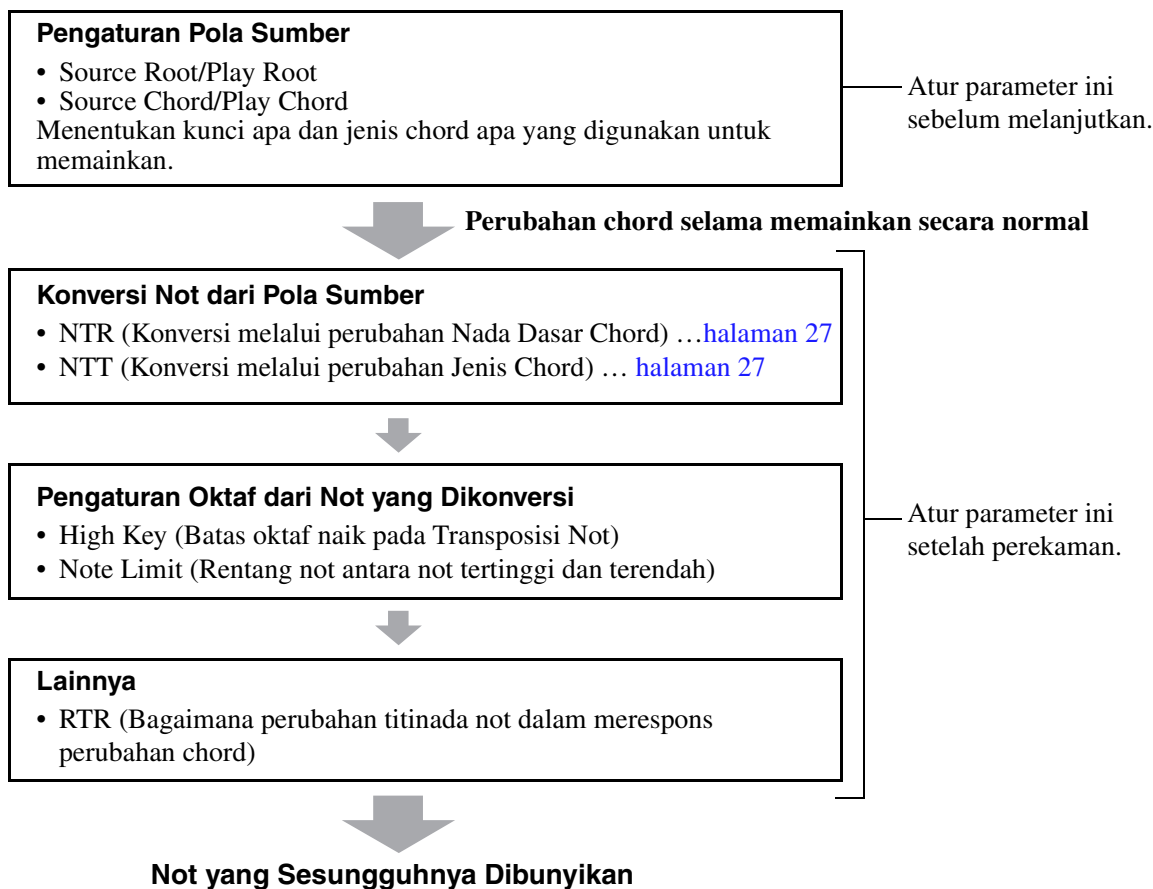 Pengaturan Pola Sumber
• Source Root/Play Root
• Source Chord/Play Chord
Menentukan kunci apa dan jenis chord apa yang digunakan untuk
memainkan.
Atur parameter ini
sebelum melanjutkan.
Perubahan chord selama memainkan secara normal
Konversi Not dari Pola Sumber
• NTR (Konversi melalui perubahan Nada Dasar Chord) …halaman 27
• NTT (Konversi melalui perubahan Jenis Chord) … halaman 27
Pengaturan Oktaf dari Not yang Dikonversi
• High Key (Batas oktaf naik pada Transposisi Not)
• Note Limit (Rentang not antara not tertinggi dan terendah)
Atur parameter ini
setelah perekaman.
Lainnya
• RTR (Bagaimana perubahan titinada not dalam merespons
perubahan chord)
Not yang Sesungguhnya Dibunyikan